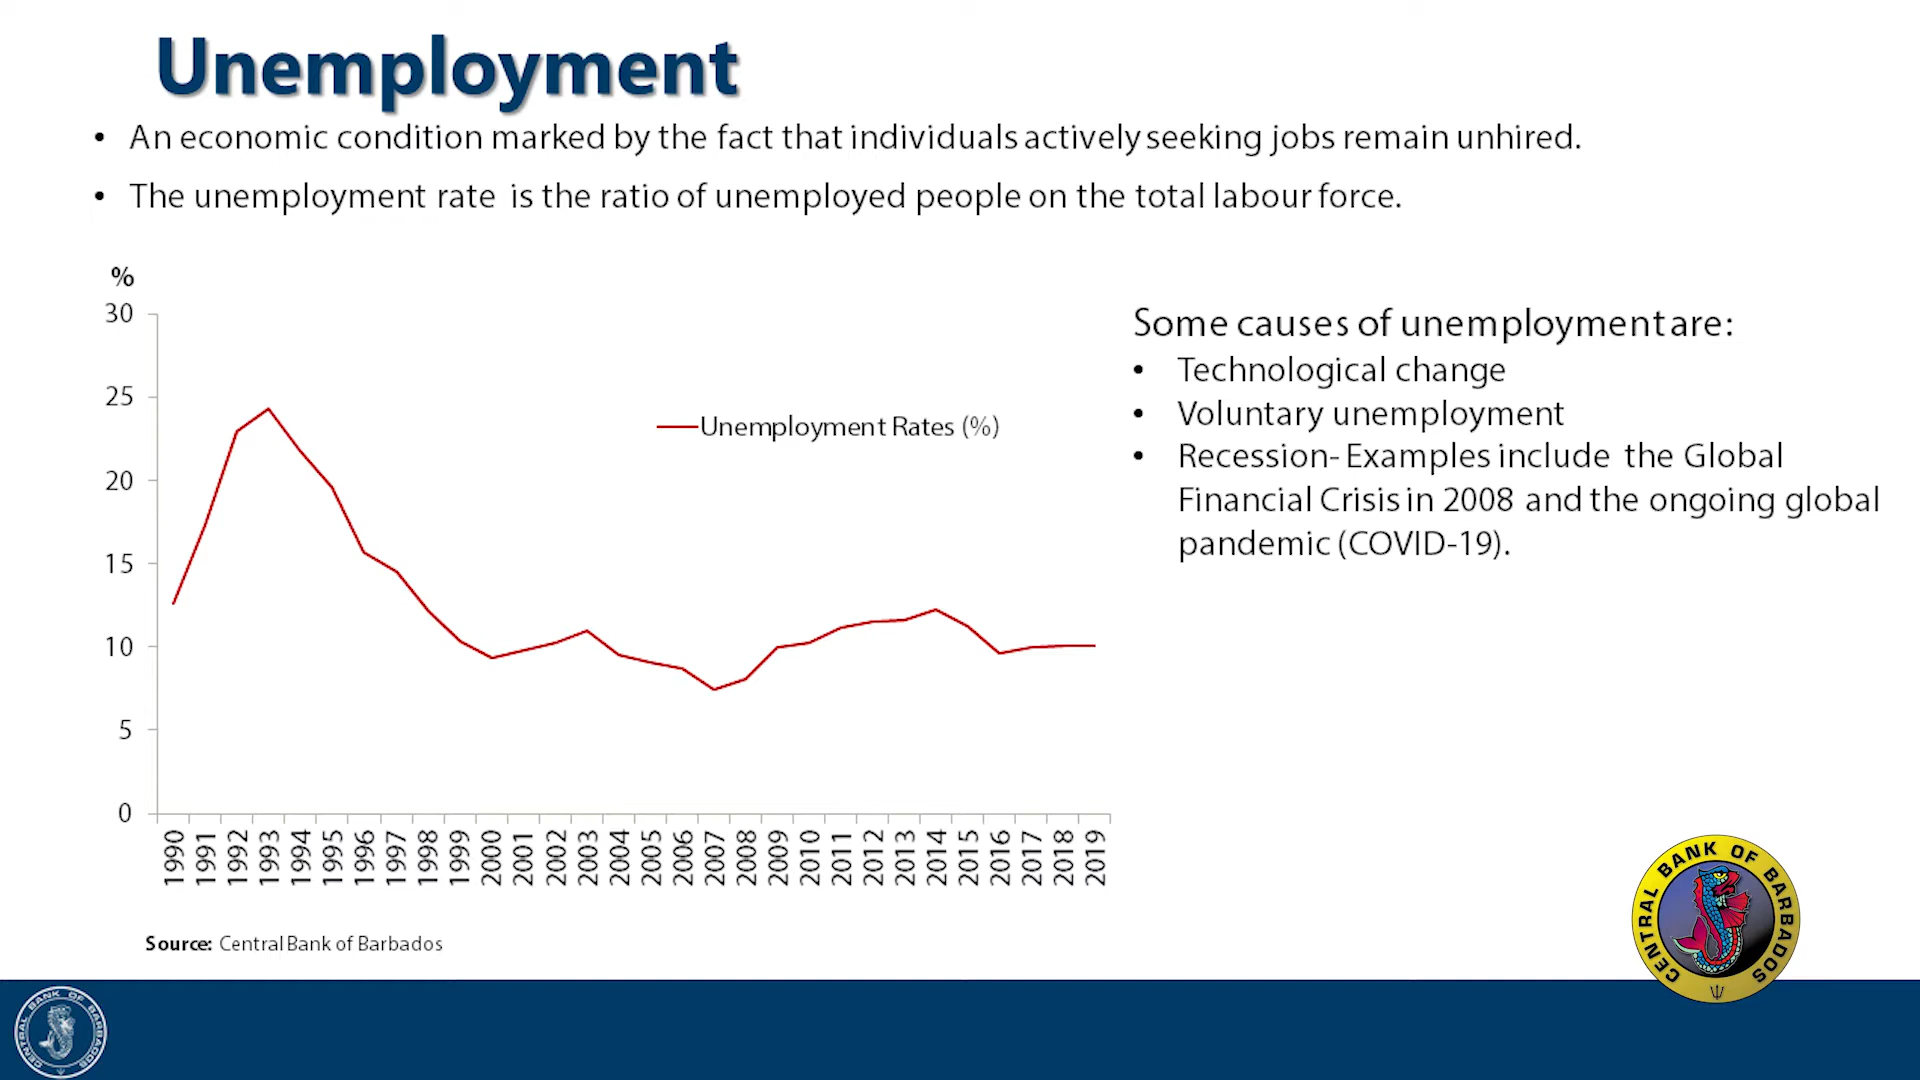 Unemployment
• An economic condition marked by the fact that individuals actively seeking jobs remain unhired.
• The unemployment rate is the ratio of unemployed people on the total labour force.
%
30
25
20
15
10
5
0
Unemployment Rates (%)
1990 1991 1992 1993 1994 1995 1996 1997 1998 1999 2000 2001 2002 2003 2004 2005 2006 2007 2008 2009 2010 2011 2012 2013 2014 2015 2016 2017 2018 2019
Source: Central Bank of Barbados
Some causes of unemployment are:
• Technological change
• Voluntary unemployment
• Recession- Examples include the Global
Financial Crisis in 2008 and the ongoing global
pandemic (COVID-19).
CENTRAL BANK OF BARBADOS
CENTRAL BANK OF BARBADOS